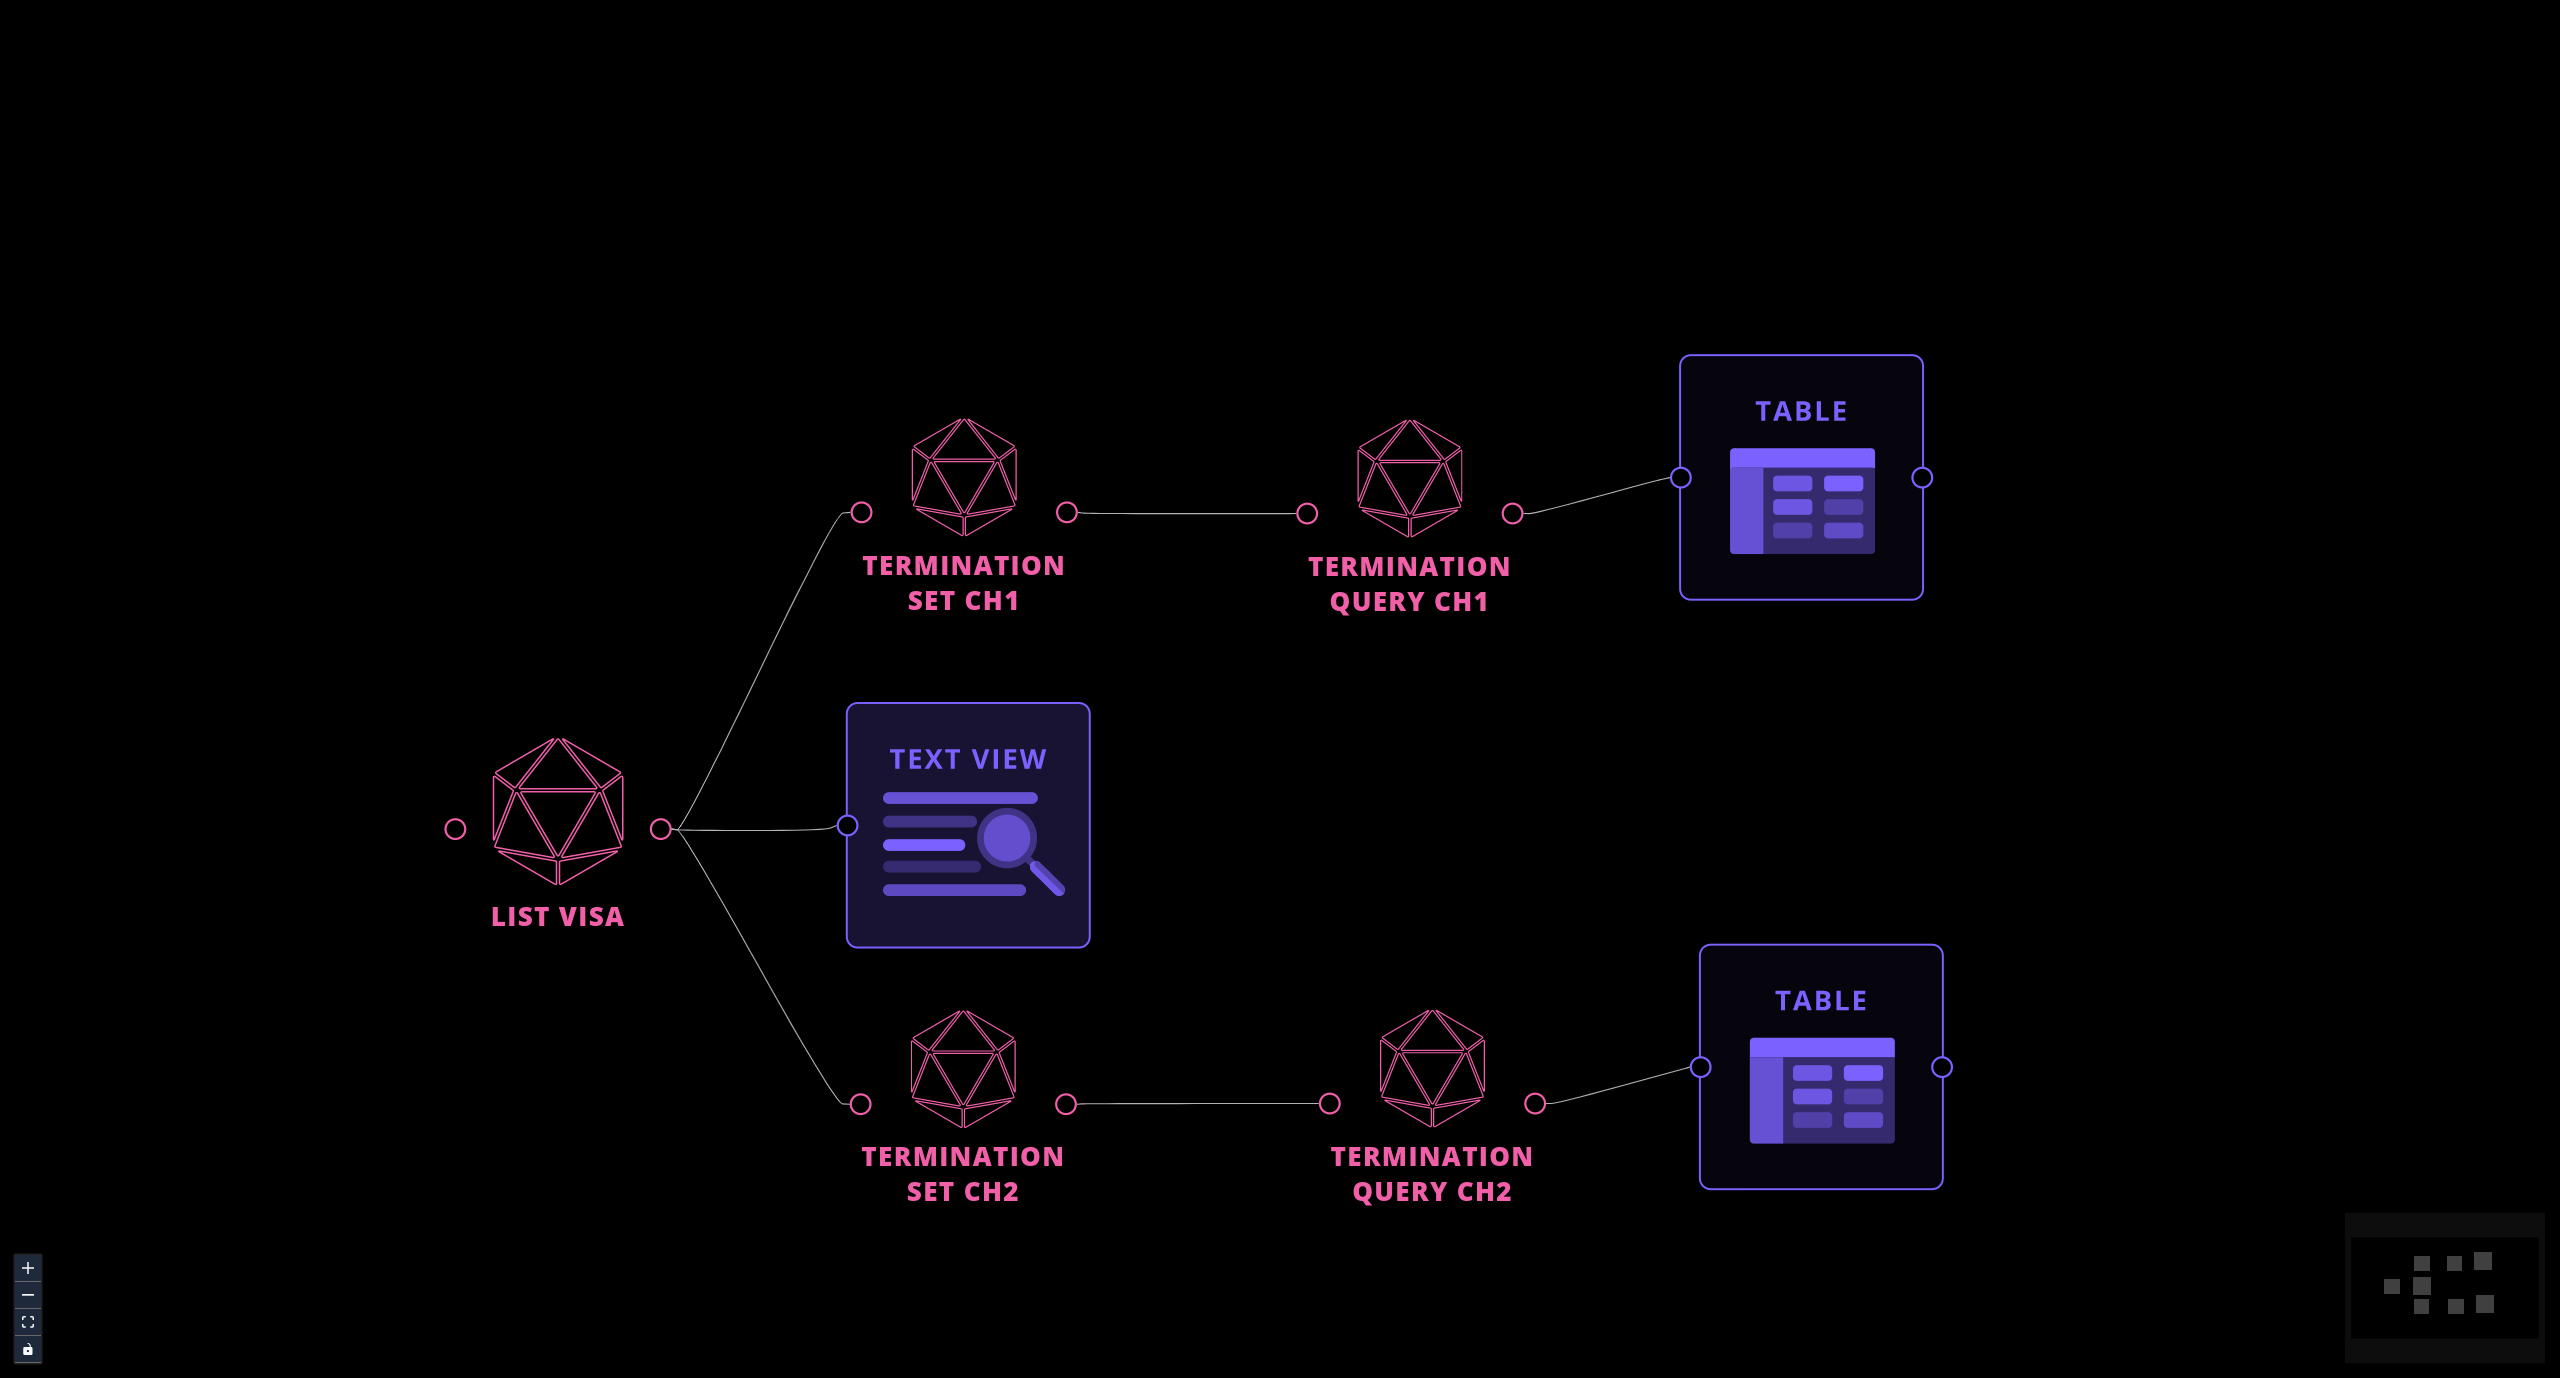 TABLE
TERMINATION
SET CH1
TERMINATION
QUERY CH1
TEXT VIEW
LIST VISA
TABLE
TERMINATION
SET CH2
TERMINATION
QUERY CH2